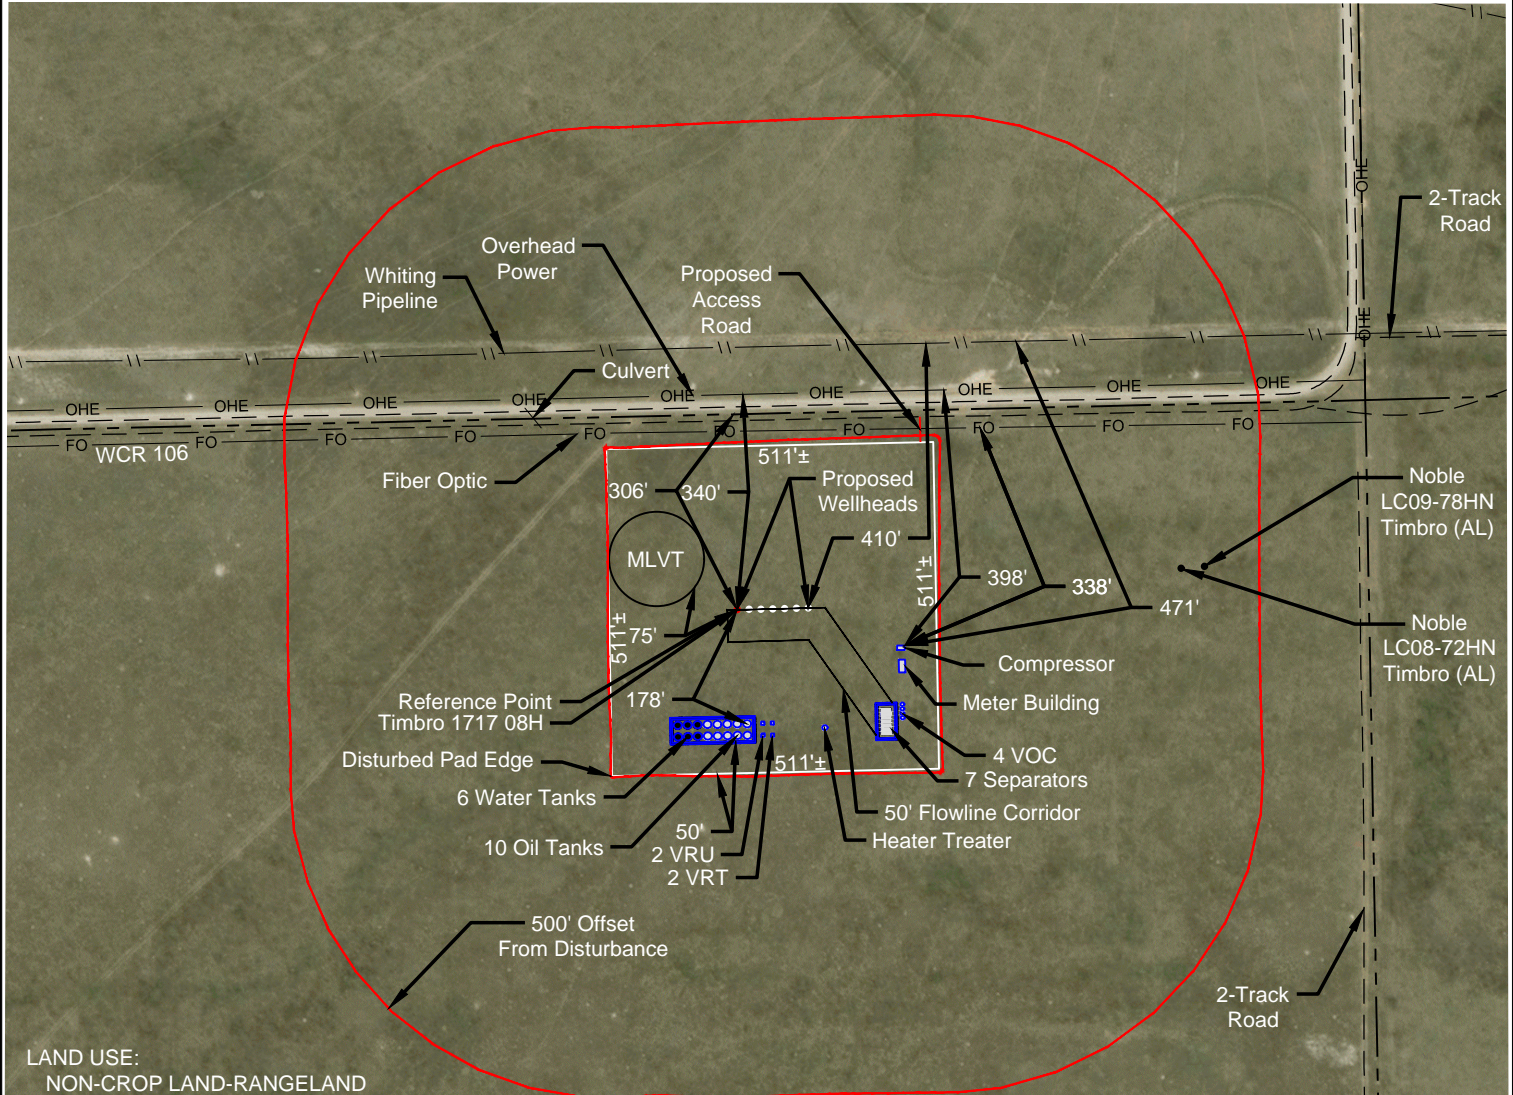 OHE
2-Track
Road
Overhead
Power
Whiting
Pipeline
Proposed
Access
Road
OHE
Culvert
OHE
OHE
OHE
OHE
OHE
OHE
OHE
OHE
OHE
FO
FO
FO
FO
FO
FO
FO
FO
FO
FO
WCR 106
511'±
Fiber Optic
306'
340'
Proposed
Wellheads
Noble
LC09-78HN
Timbro (AL)
410'
MLVT
511'±
398'
338'
471'
511'±
75'
Noble
LC08-72HN
Timbro (AL)
Compressor
Reference Point
178'
Meter Building
Timbro 1717 08H
Disturbed Pad Edge
511'±
4 VOC
7 Separators
6 Water Tanks
50' Flowline Corridor
50'
Heater Treater
10 Oil Tanks
2 VRU
2 VRT
500' Offset
From Disturbance
2-Track
Road
LAND USE:
NON-CROP LAND-RANGELAND